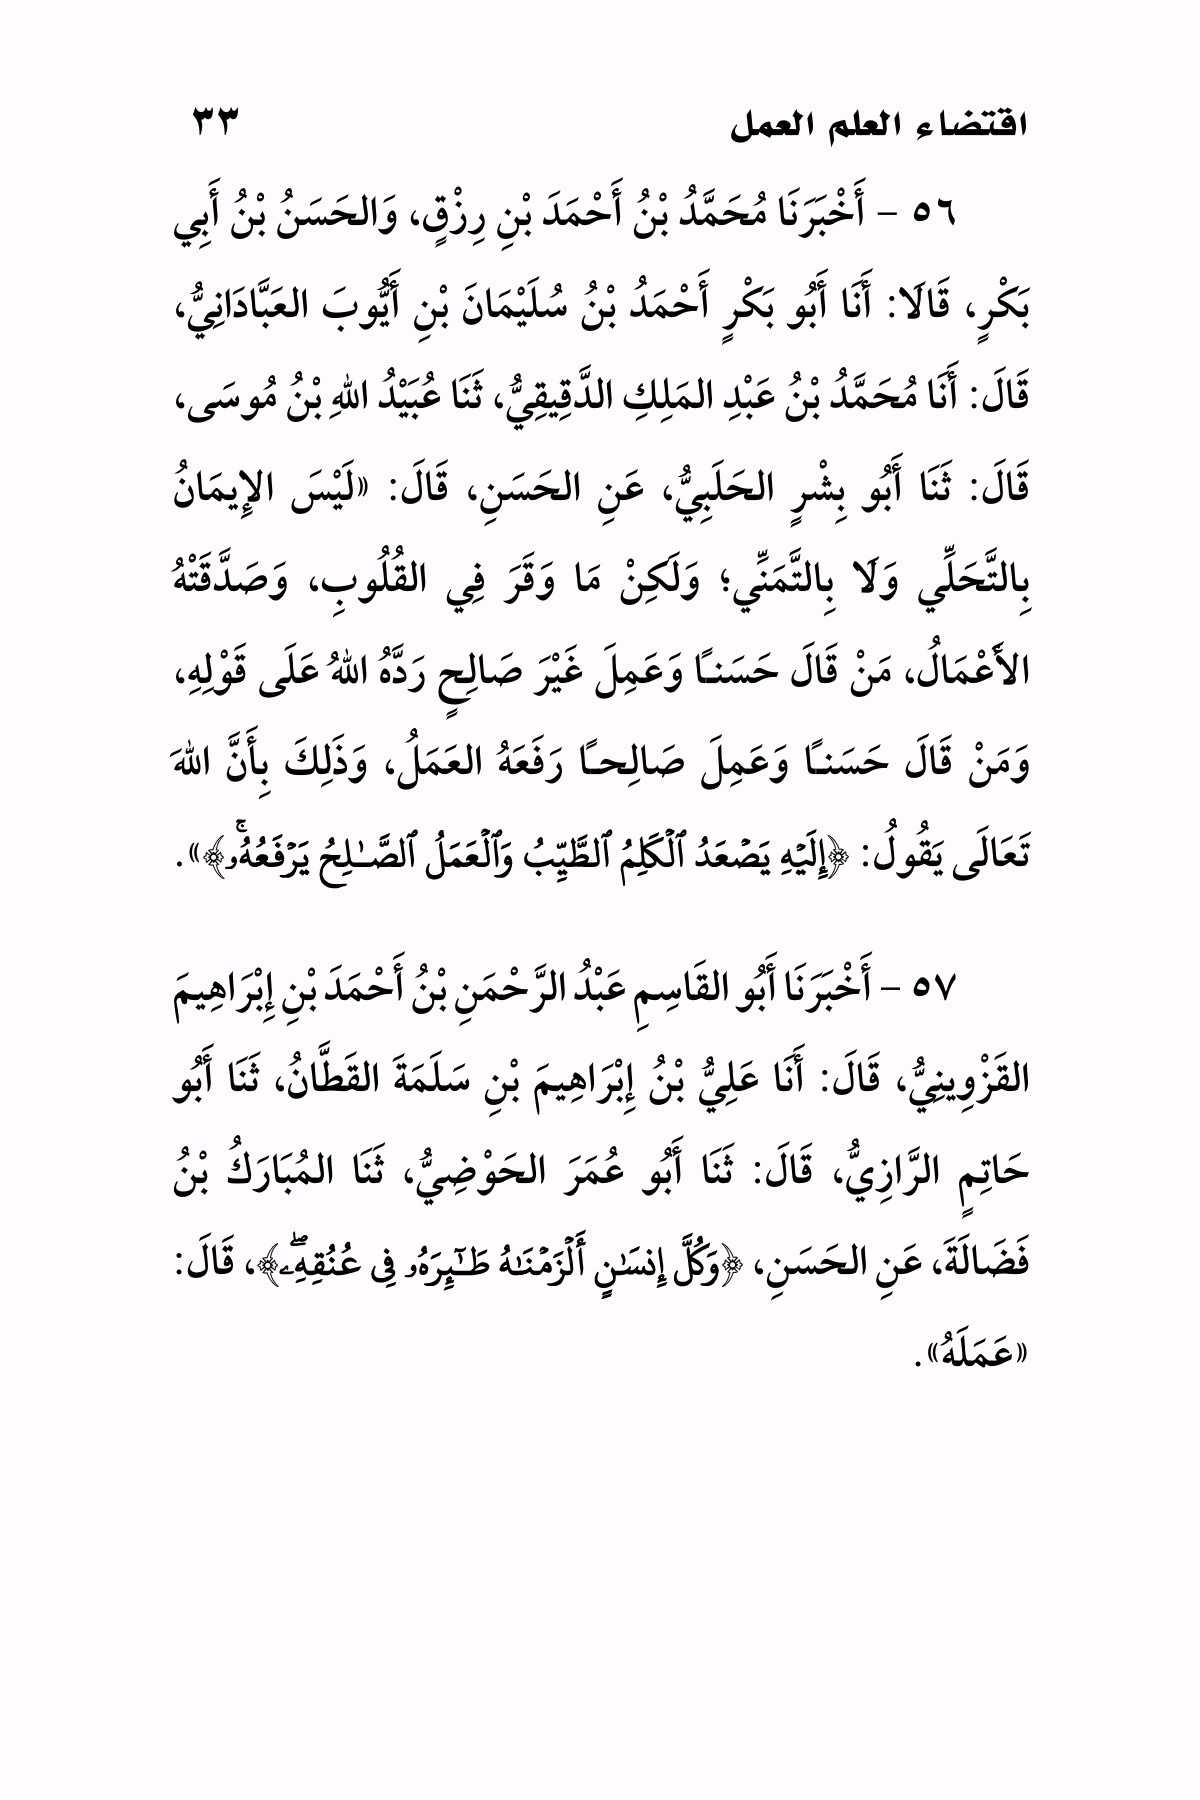 اقتضاء العلم العمل ٣٣
٥٦ – أَخْبَرَنَا مُحَمَّدُ بْنُ أَحْمَدَ بْنِ رِزْقٍ، وَالحَسَنُ بْنُ أَبِي
بَكْرٍ، قَالَا: أَنَا أَبُو بَكْرٍ أَحْمَدُ بْنُ سُلَيْمَانَ بْنِ أَيُّوبَ العَبَّادَانِيُّ،
قَالَ: أَنَا مُحَمَّدُ بْنُ عَبْدِ المَلِكِ الدَّقِيقِيُّ، ثَنَا عُبَيْدُ اللهِ بْنُ مُوسَى،
قَالَ: ثَنَا أَبُو بِشْرٍ الحَلَبِيُّ، عَنِ الحَسَنِ، قَالَ: «لَيْسَ الإِيمَانُ
بِالتَّحَلِّي وَلَا بِالتَّمَنِّي؛ وَلَكِنْ مَا وَقَرَ فِي القُلُوبِ، وَصَدَّقَتْهُ
الأَعْمَالُ، مَنْ قَالَ حَسَنًا وَعَمِلَ غَيْرَ صَالِحٍ رَدَّهُ اللهُ عَلَى قَوْلِهِ،
وَمَنْ قَالَ حَسَنًا وَعَمِلَ صَالِحًا رَفَعَهُ العَمَلُ، وَذَلِكَ بِأَنَّ اللهَ
تَعَالَى يَقُولُ: ﴿إِلَيۡهِ يَصۡعَدُ ٱلۡكَلِمُ ٱلطَّيِّبُ وَٱلۡعَمَلُ ٱلصَّـٰلِحُ يَرۡفَعُهُۥۚ﴾».
٥٧ – أَخْبَرَنَا أَبُو القَاسِمِ عَبْدُ الرَّحْمَنِ بْنُ أَحْمَدَ بْنِ إِبْرَاهِيمَ
القَزْوِينِيُّ، قَالَ: أَنَا عَلِيُّ بْنُ إِبْرَاهِيمَ بْنِ سَلَمَةَ القَطَّانُ، ثَنَا أَبُو
حَاتِمٍ الرَّازِيُّ، قَالَ: ثَنَا أَبُو عُمَرَ الحَوْضِيُّ، ثَنَا المُبَارَكُ بْنُ
فَضَالَةَ، عَنِ الحَسَنِ، ﴿وَكُلَّ إِنسَٰنٍ أَلۡزَمۡنَٰهُ طَـٰٓئِرَهُۥ فِى عُنُقِهِۦۖ﴾، قَالَ:
«عَمَلَهُ».